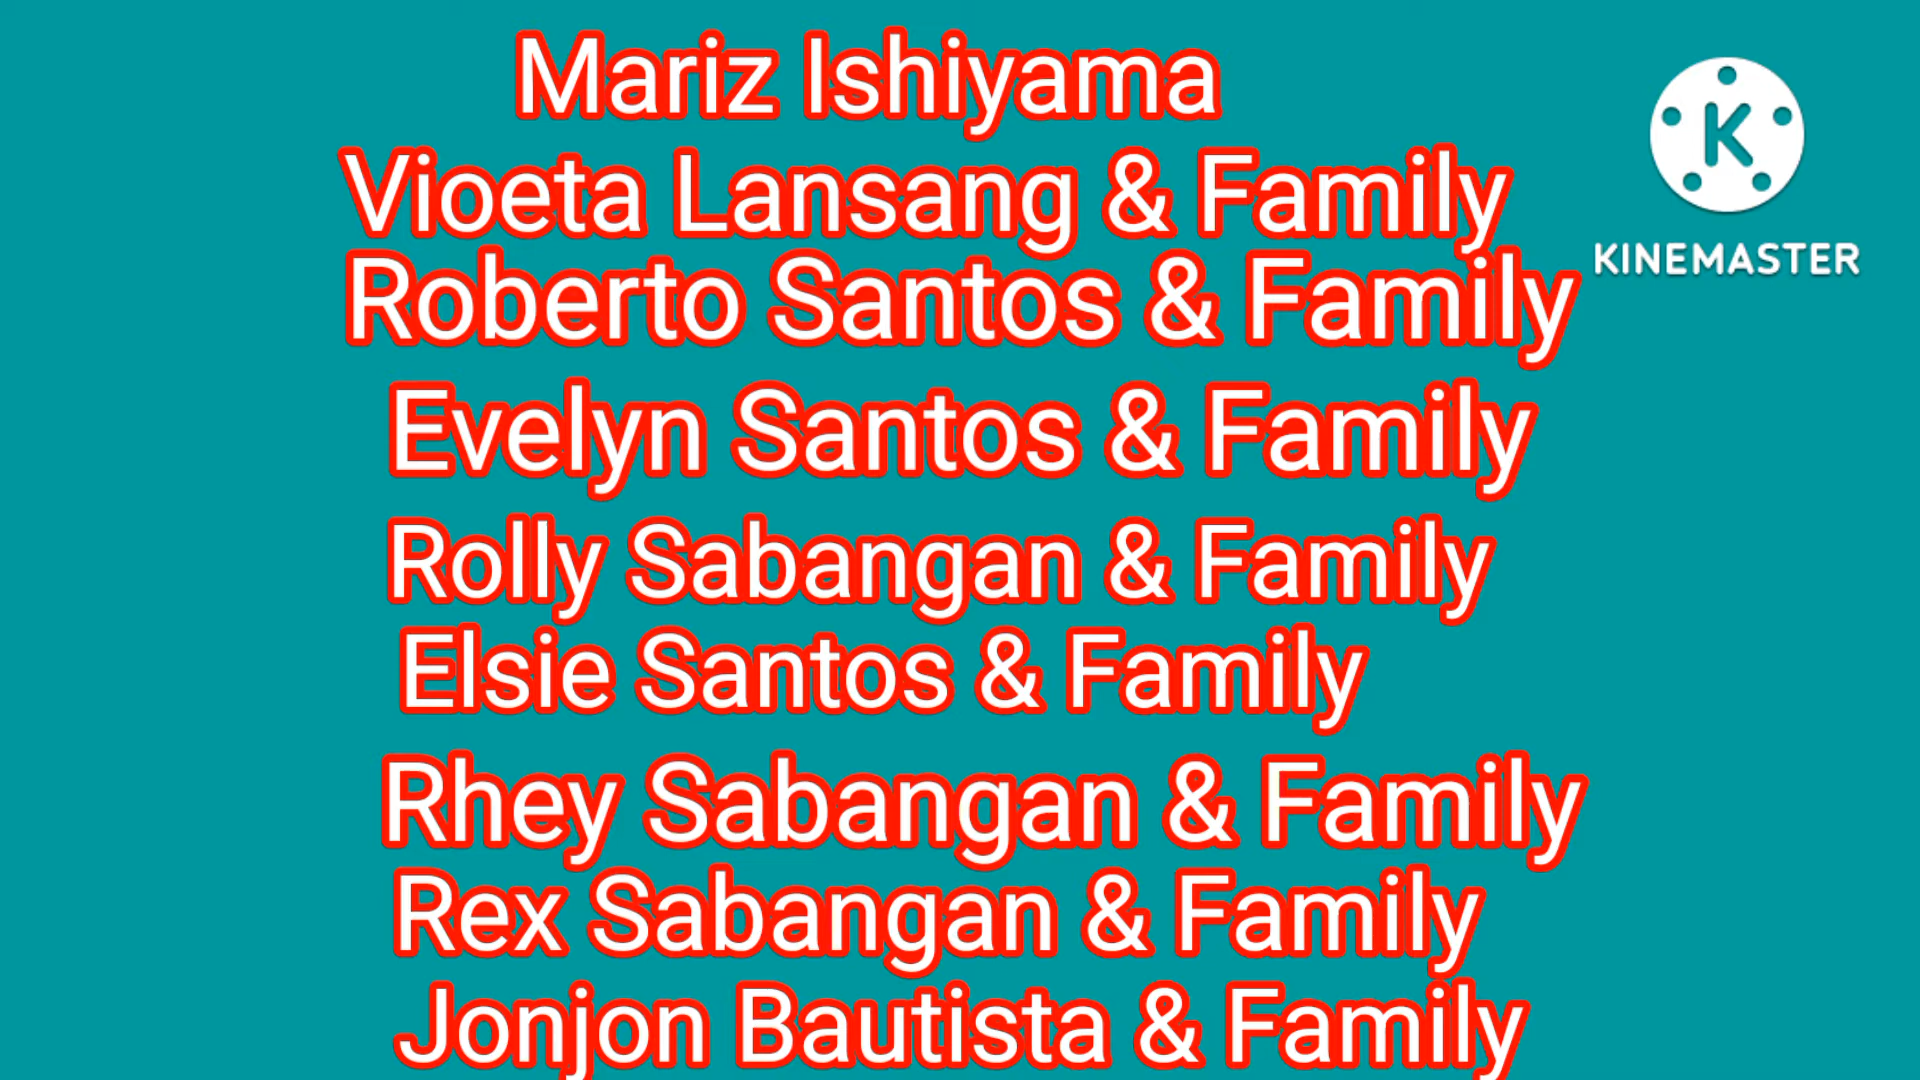 Mariz Ishiyama
Vioeta Lansang & Family
Roberto Santos & Family
Evelyn Santos & Family
Rolly Sabangan & Family
Elsie Santos & Family
Rhey Sabangan & Family
Rex Sabangan & Family
Jonjon Bautista & Family
K
KINEMASTER